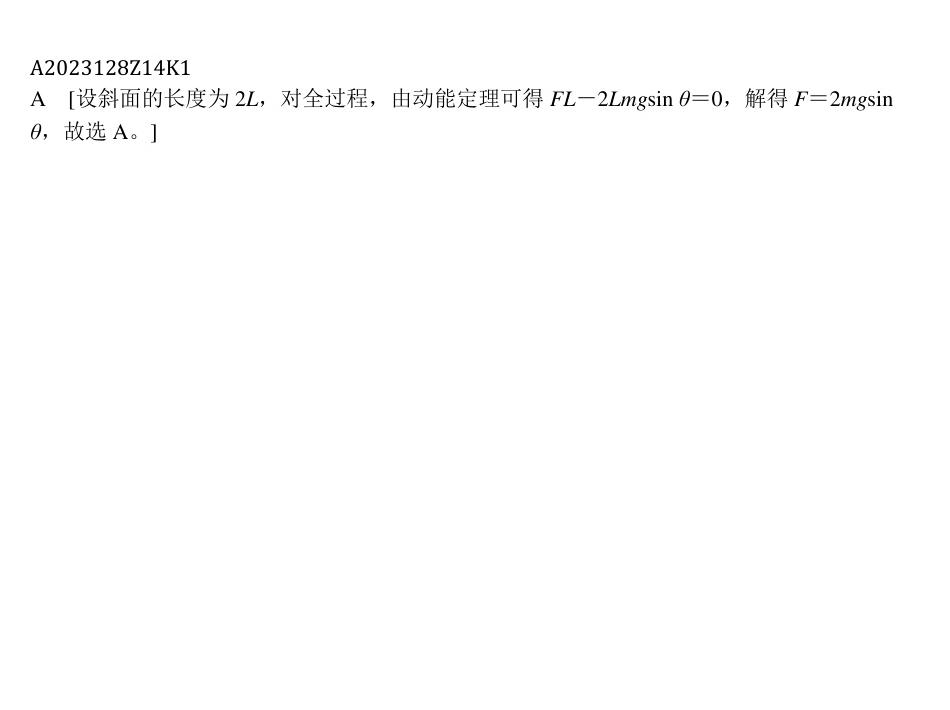 A2023128Z14K1
A　[设斜面的长度为 2L，对全过程，由动能定理可得 FL－2Lmgsin θ＝0，解得 F＝2mgsin
θ，故选 A。]